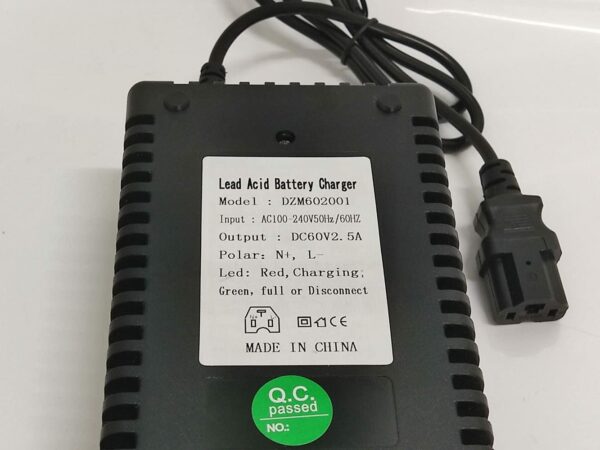 Lead Acid Battery Charger
Model : DZM602001
Input : AC100-240V50Hz/60HZ
Output : DC60V2.5A
Polar: N+, L-
Led: Red,Charging;
Green, full or Disconnect
CE
MADE IN CHINA
Q.C.
passed
NO.: